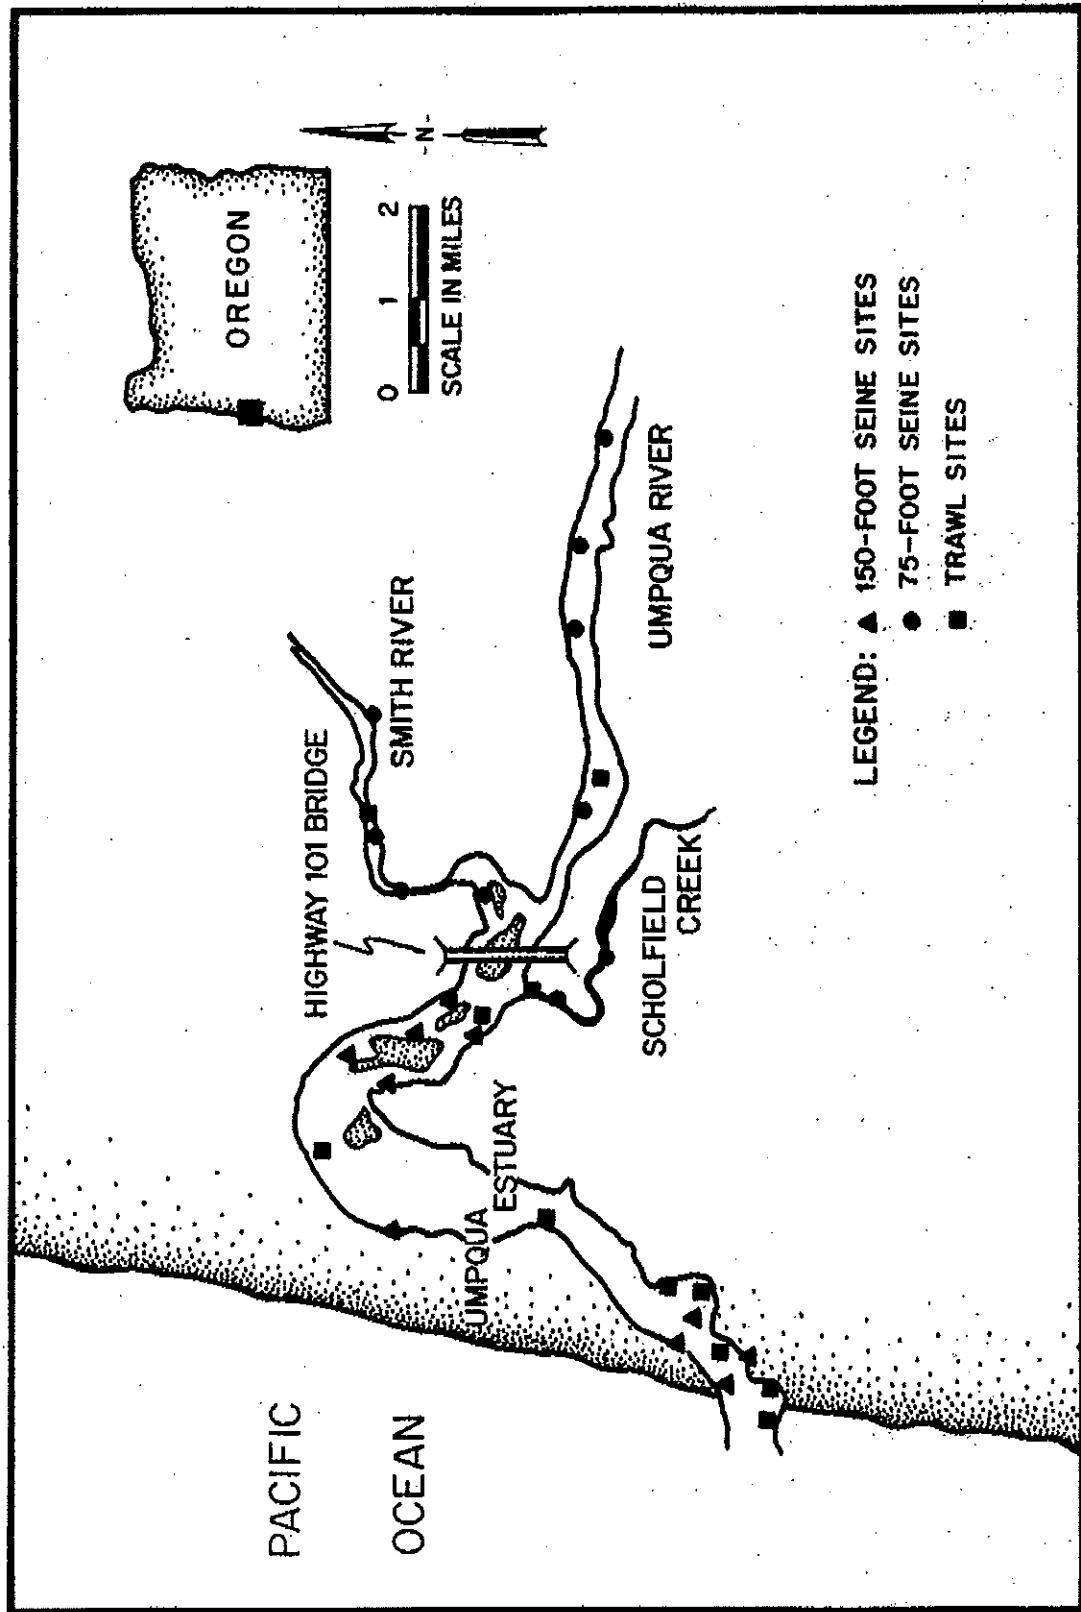 PACIFIC
OCEAN
UMPQUA
ESTUARY
HIGHWAY 101 BRIDGE
SMITH RIVER
SCHOLFIELD
CREEK
UMPQUA RIVER
OREGON
0 1 2
SCALE IN MILES
-N-
LEGEND: ▲ 150-FOOT SEINE SITES
● 75-FOOT SEINE SITES
■ TRAWL SITES